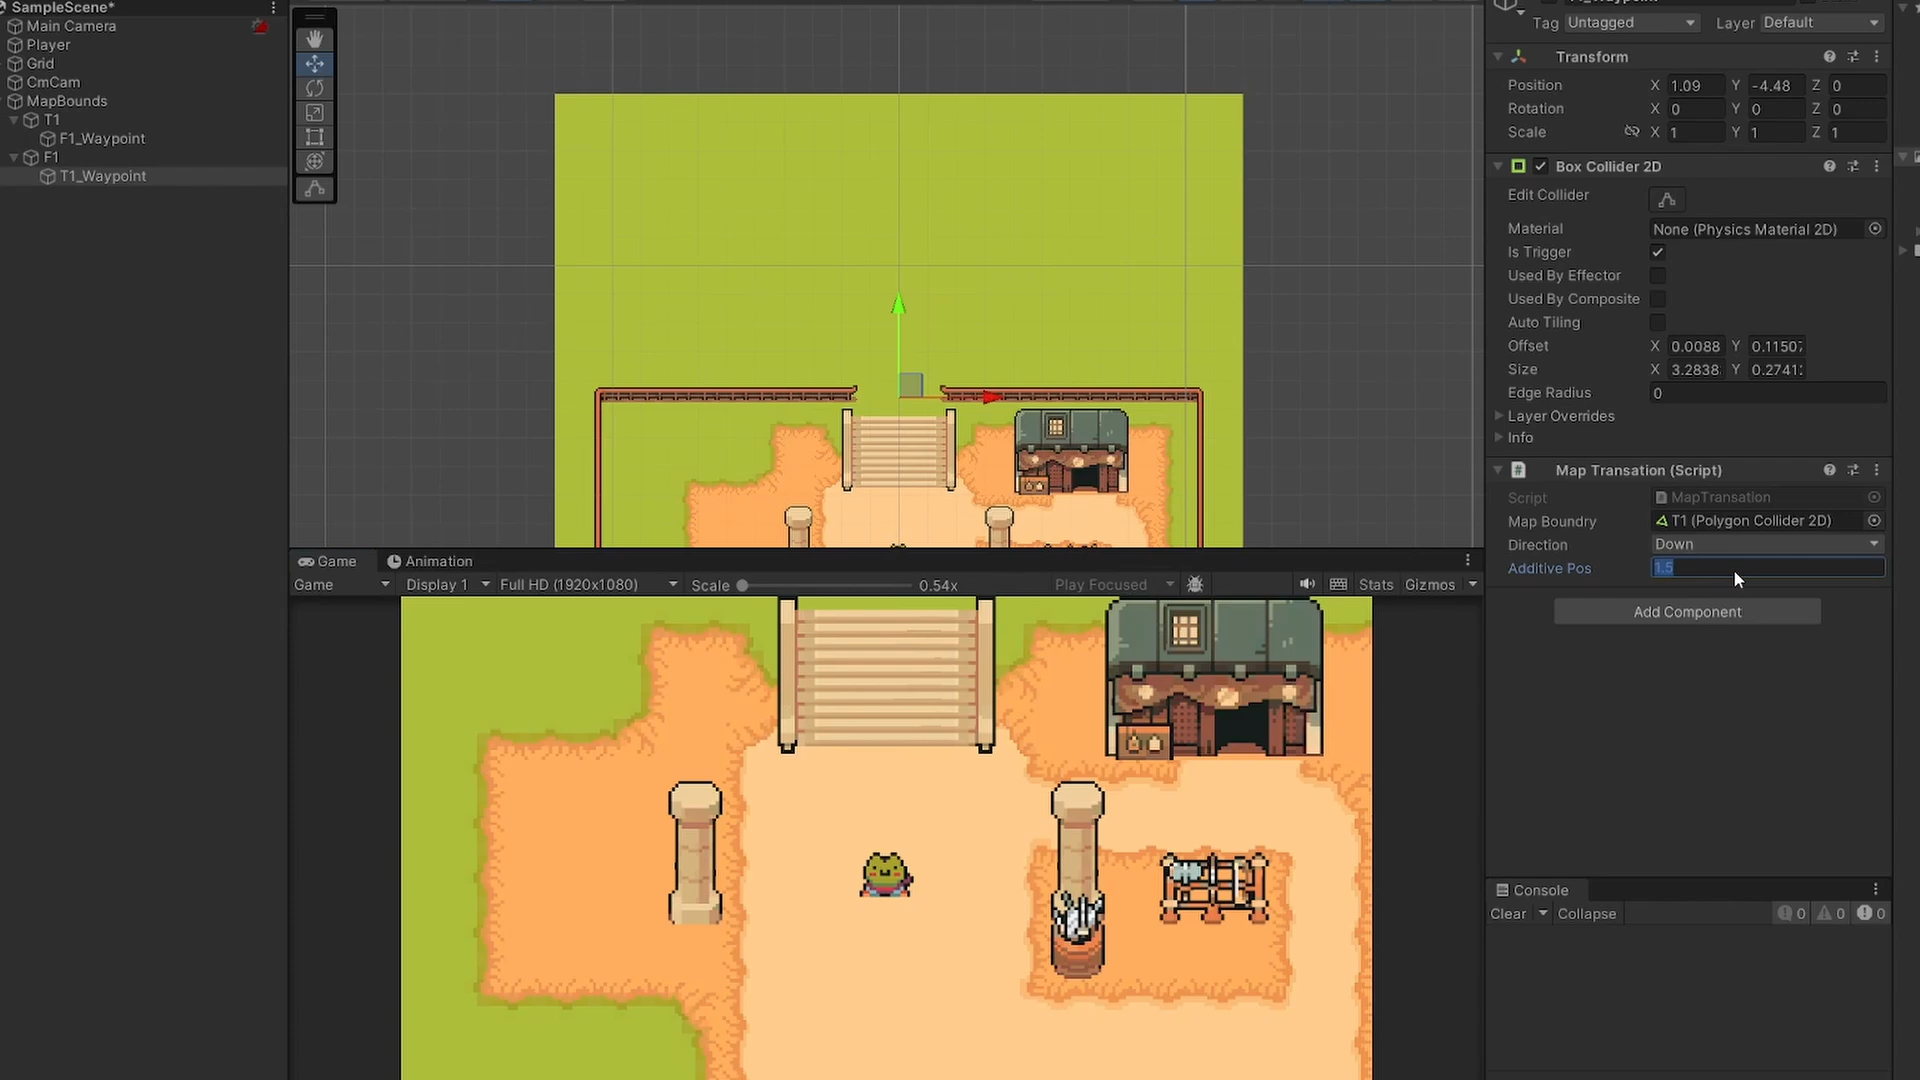 SampleScene*
Main Camera
Player
Grid
CmCam
MapBounds
T1
F1_Waypoint
F1
T1_Waypoint
Tag Untagged Layer Default
Transform
Position X 1.09 Y -4.48 Z 0
Rotation X 0 Y 0 Z 0
Scale X 1 Y 1 Z 1
Box Collider 2D
Edit Collider
Material None (Physics Material 2D)
Is Trigger
Used By Effector
Used By Composite
Auto Tiling
Offset X 0.0088 Y 0.11507
Size X 3.2838 Y 0.2741
Edge Radius 0
Layer Overrides
Info
# Map Transation (Script)
Script MapTransation
Map Boundry T1 (Polygon Collider 2D)
Direction Down
Additive Pos 1.5
Add Component
Game Animation
Game Display 1 Full HD (1920x1080) Scale 0.54x Play Focused Stats Gizmos
Console
Clear Collapse 0 0 0